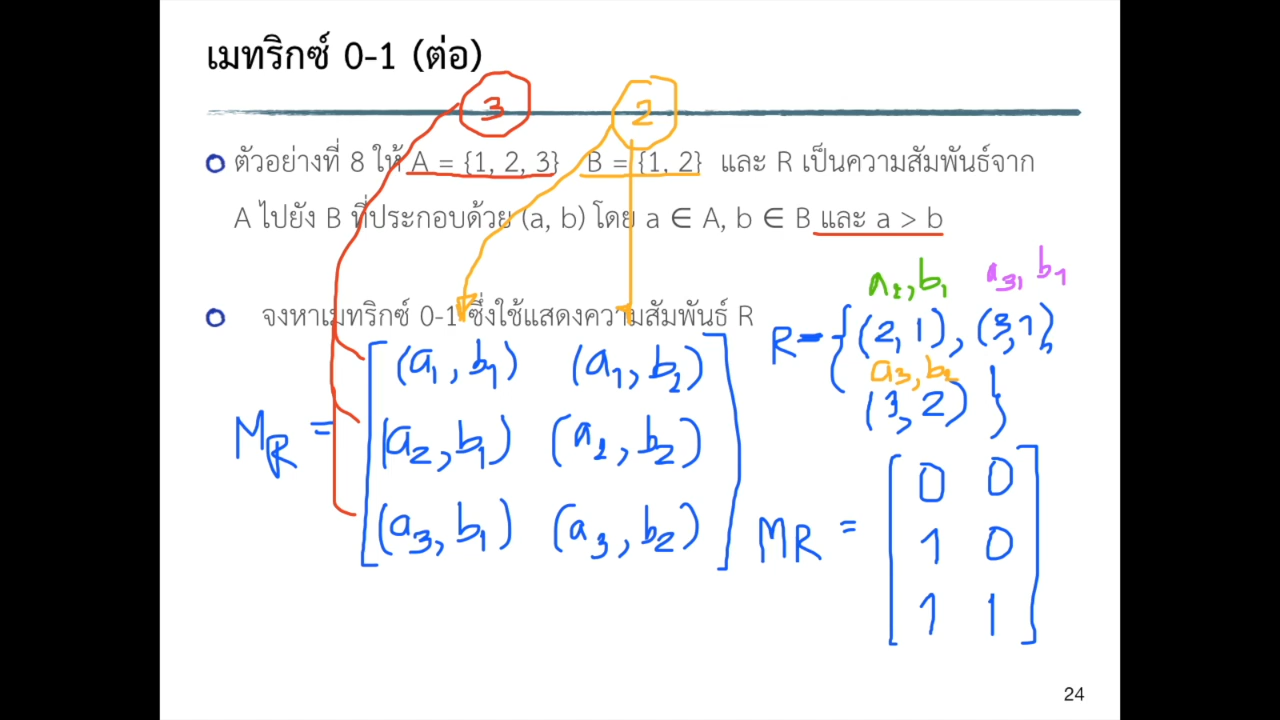 เมทริกซ์ 0-1 (ต่อ)
3 2
ตัวอย่างที่ 8 ให้ A = {1, 2, 3} B = {1, 2} และ R เป็นความสัมพันธ์จาก
A ไปยัง B ที่ประกอบด้วย (a, b) โดย a ∈ A, b ∈ B และ a > b
จงหาเมทริกซ์ 0-1 ซึ่งใช้แสดงความสัมพันธ์ R
a2, b1 a3, b1
R = {(2, 1), (3, 1),
a3, b2
(3, 2) }
MR =
(a1, b1) (a1, b2)
(a2, b1) (a2, b2)
(a3, b1) (a3, b2)
MR =
0 0
1 0
1 1
24